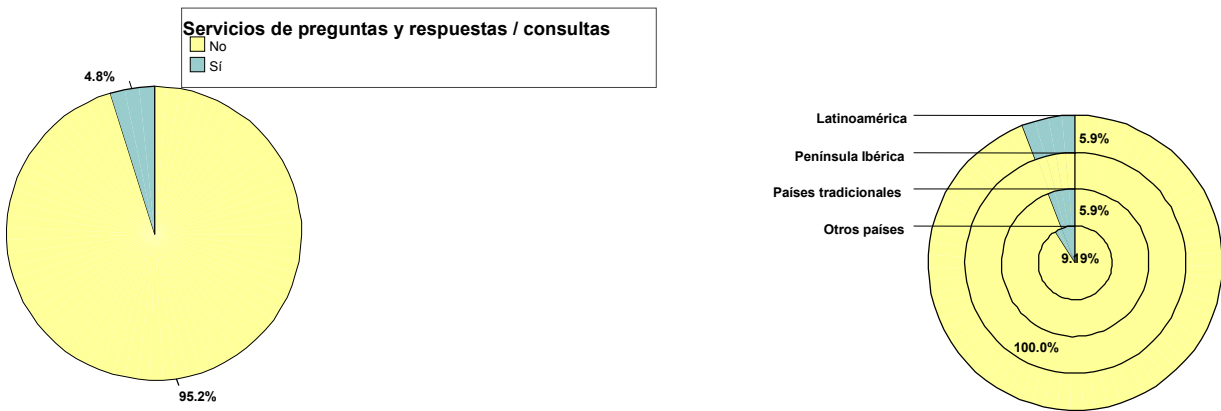 Servicios de preguntas y respuestas / consultas
No
Sí
4.8%
95.2%
Latinoamérica
5.9%
Península Ibérica
Países tradicionales
5.9%
Otros países
100.0%